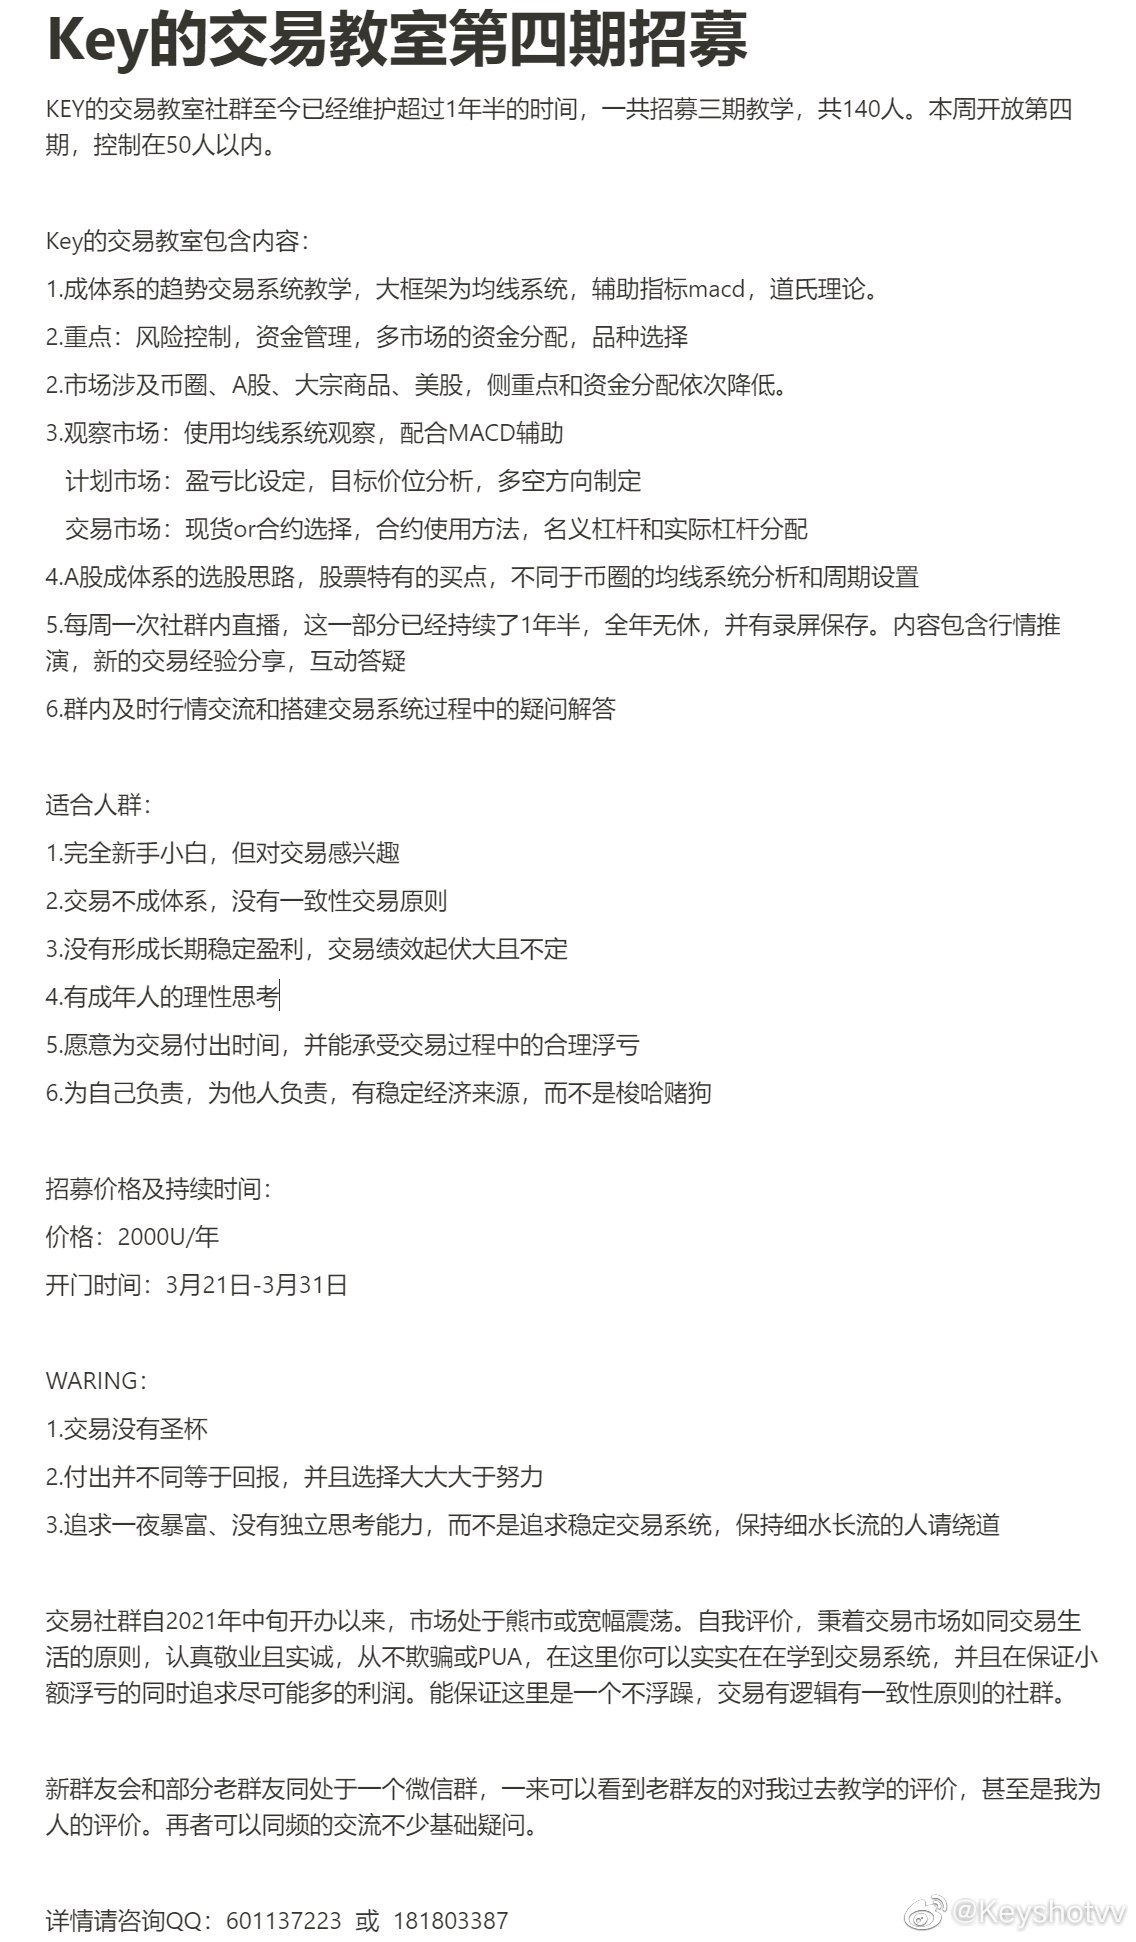 Key的交易教室第四期招募
KEY的交易教室社群至今已经维护超过1年半的时间，一共招募三期教学，共140人。本周开放第四
期，控制在50人以内。
Key的交易教室包含内容：
1.成体系的趋势交易系统教学，大框架为均线系统，辅助指标macd，道氏理论。
2.重点：风险控制，资金管理，多市场的资金分配，品种选择
2.市场涉及币圈、A股、大宗商品、美股，侧重点和资金分配依次降低。
3.观察市场：使用均线系统观察，配合MACD辅助
计划市场：盈亏比设定，目标价位分析，多空方向制定
交易市场：现货or合约选择，合约使用方法，名义杠杆和实际杠杆分配
4.A股成体系的选股思路，股票特有的买点，不同于币圈的均线系统分析和周期设置
5.每周一次社群内直播，这一部分已经持续了1年半，全年无休，并有录屏保存。内容包含行情推
演，新的交易经验分享，互动答疑
6.群内及时行情交流和搭建交易系统过程中的疑问解答
适合人群：
1.完全新手小白，但对交易感兴趣
2.交易不成体系，没有一致性交易原则
3.没有形成长期稳定盈利，交易绩效起伏大且不定
4.有成年人的理性思考
5.愿意为交易付出时间，并能承受交易过程中的合理浮亏
6.为自己负责，为他人负责，有稳定经济来源，而不是梭哈赌狗
招募价格及持续时间：
价格：2000U/年
开门时间：3月21日-3月31日
WARING：
1.交易没有圣杯
2.付出并不同等于回报，并且选择大大大于努力
3.追求一夜暴富、没有独立思考能力，而不是追求稳定交易系统，保持细水长流的人请绕道
交易社群自2021年中旬开办以来，市场处于熊市或宽幅震荡。自我评价，秉着交易市场如同交易生
活的原则，认真敬业且实诚，从不欺骗或PUA，在这里你可以实实在在学到交易系统，并且在保证小
额浮亏的同时追求尽可能多的利润。能保证这里是一个不浮躁，交易有逻辑有一致性原则的社群。
新群友会和部分老群友同处于一个微信群，一来可以看到老群友的对我过去教学的评价，甚至是我为
人的评价。再者可以同频的交流不少基础疑问。
详情请咨询QQ：601137223 或 181803387
@Keyshotvv